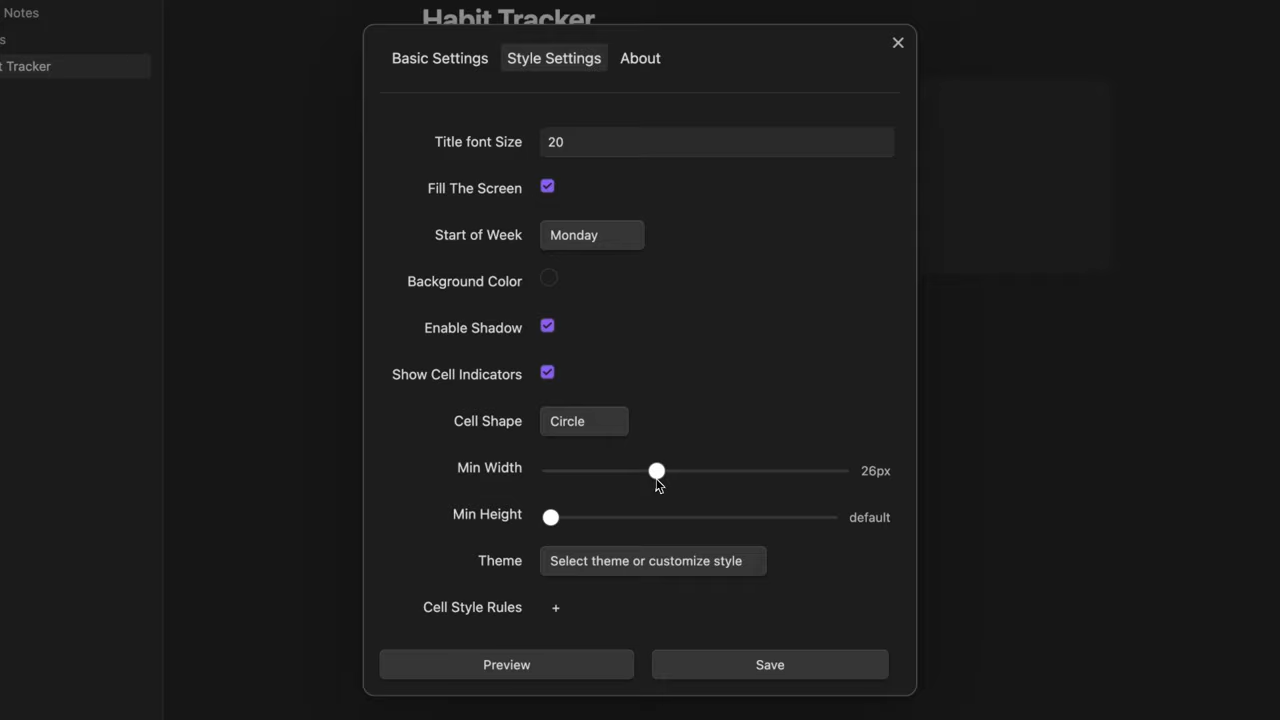 Notes
s
t Tracker
Habit Tracker
Basic Settings
Style Settings
About
Title font Size
20
Fill The Screen
Start of Week
Monday
Background Color
Enable Shadow
Show Cell Indicators
Cell Shape
Circle
Min Width
26px
Min Height
default
Theme
Select theme or customize style
Cell Style Rules
+
Preview
Save